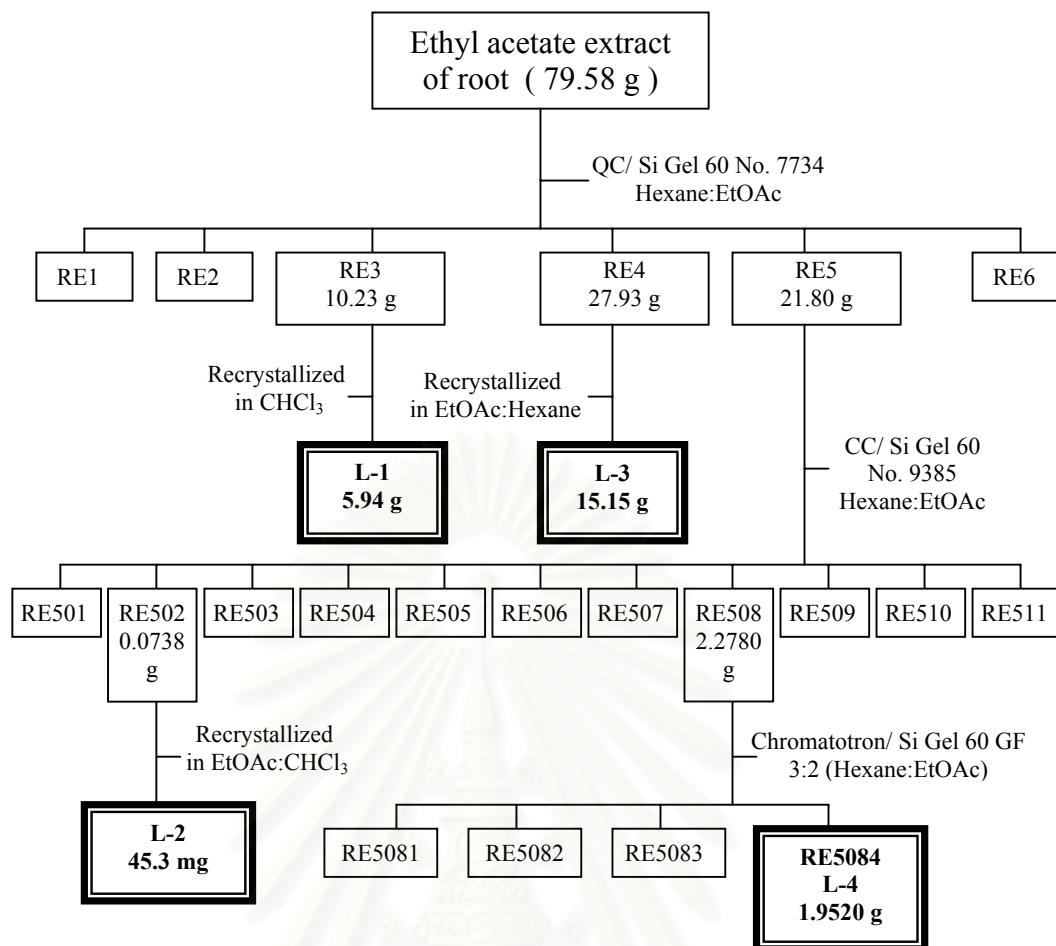 Ethyl acetate extract
of root ( 79.58 g )
QC/ Si Gel 60 No. 7734
Hexane:EtOAc
RE1
RE2
RE3
10.23 g
RE4
27.93 g
RE5
21.80 g
RE6
Recrystallized
in CHCl₃
Recrystallized
in EtOAc:Hexane
L-1
5.94 g
L-3
15.15 g
CC/ Si Gel 60
No. 9385
Hexane:EtOAc
RE501
RE502
0.0738
g
RE503
RE504
RE505
RE506
RE507
RE508
2.2780
g
RE509
RE510
RE511
Recrystallized
in EtOAc:CHCl₃
Chromatotron/ Si Gel 60 GF
3:2 (Hexane:EtOAc)
L-2
45.3 mg
RE5081
RE5082
RE5083
RE5084
L-4
1.9520 g